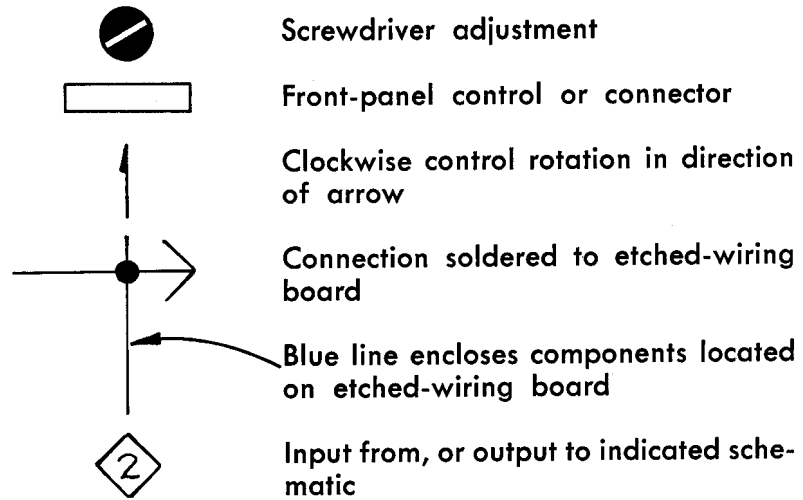 Screwdriver adjustment
Front-panel control or connector
Clockwise control rotation in direction
of arrow
Connection soldered to etched-wiring
board
Blue line encloses components located
on etched-wiring board
2
Input from, or output to indicated sche-
matic